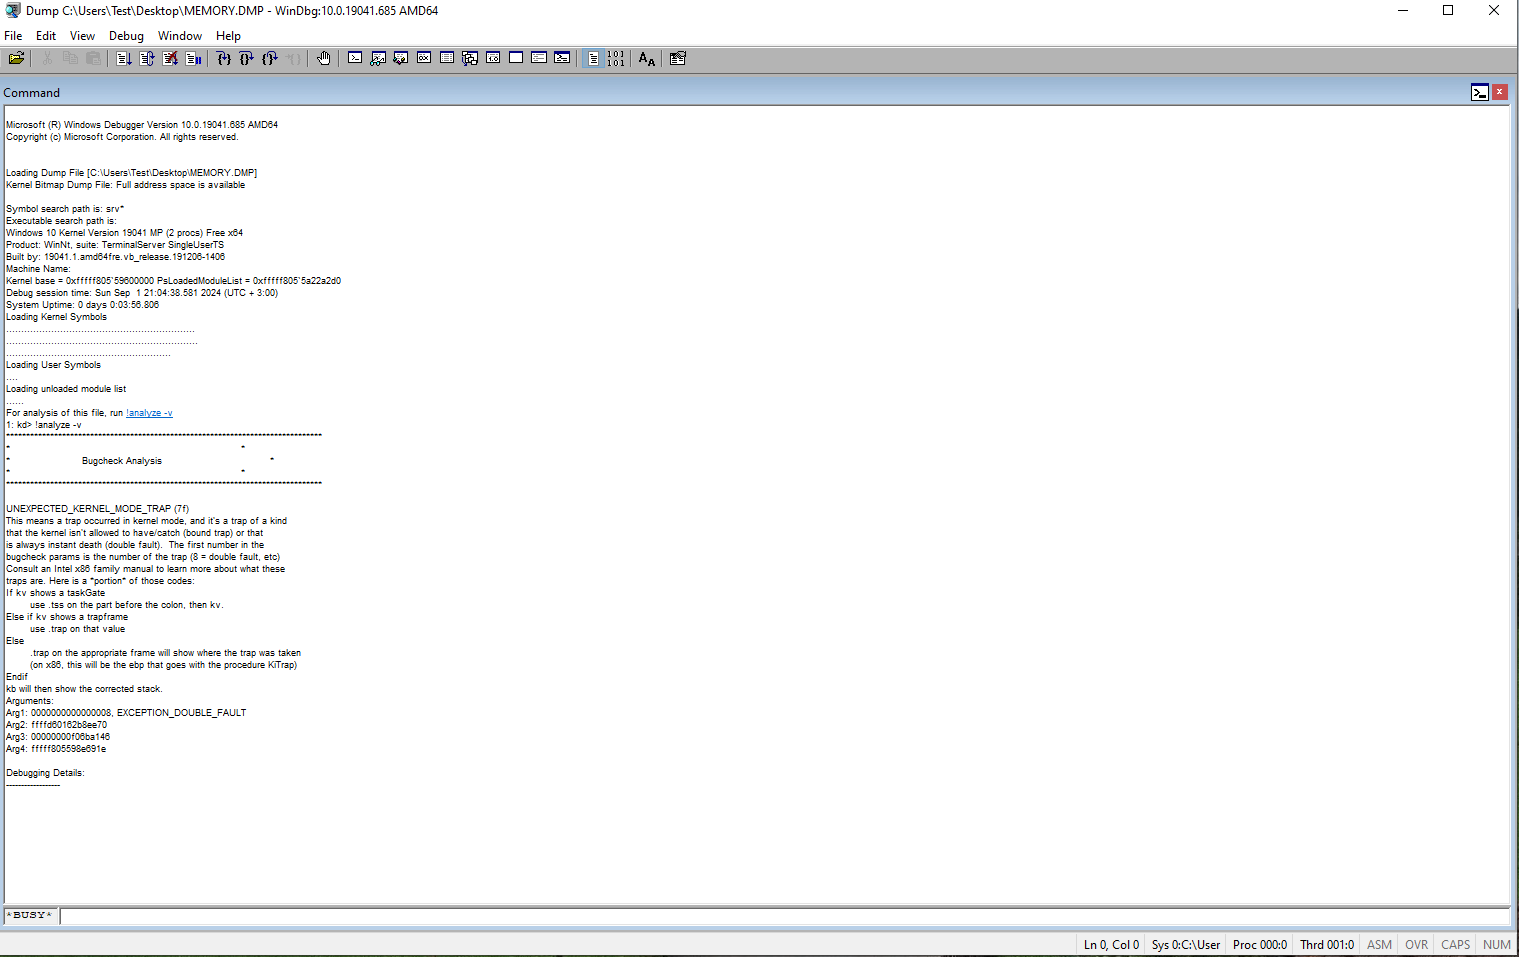 Dump C:\Users\Test\Desktop\MEMORY.DMP - WinDbg:10.0.19041.685 AMD64
File Edit View Debug Window Help
Command
Microsoft (R) Windows Debugger Version 10.0.19041.685 AMD64
Copyright (c) Microsoft Corporation. All rights reserved.
Loading Dump File [C:\Users\Test\Desktop\MEMORY.DMP]
Kernel Bitmap Dump File: Full address space is available
Symbol search path is: srv*
Executable search path is:
Windows 10 Kernel Version 19041 MP (2 procs) Free x64
Product: WinNt, suite: TerminalServer SingleUserTS
Built by: 19041.1.amd64fre.vb_release.191206-1406
Machine Name:
Kernel base = 0xfffff805`59600000 PsLoadedModuleList = 0xfffff805`5a22a2d0
Debug session time: Sun Sep  1 21:04:38.581 2024 (UTC + 3:00)
System Uptime: 0 days 0:03:56.806
Loading Kernel Symbols
...............................................................
................................................................
.......................................................
Loading User Symbols
....
Loading unloaded module list
......
For analysis of this file, run !analyze -v
1: kd> !analyze -v
*******************************************************************************
* *
* Bugcheck Analysis *
* *
*******************************************************************************
UNEXPECTED_KERNEL_MODE_TRAP (7f)
This means a trap occurred in kernel mode, and it's a trap of a kind
that the kernel isn't allowed to have/catch (bound trap) or that
is always instant death (double fault).  The first number in the
bugcheck params is the number of the trap (8 = double fault, etc)
Consult an Intel x86 family manual to learn more about what these
traps are. Here is a *portion* of those codes:
If kv shows a taskGate
use .tss on the part before the colon, then kv.
Else if kv shows a trapframe
use .trap on that value
Else
.trap on the appropriate frame will show where the trap was taken
(on x86, this will be the ebp that goes with the procedure KiTrap)
Endif
kb will then show the corrected stack.
Arguments:
Arg1: 0000000000000008, EXCEPTION_DOUBLE_FAULT
Arg2: ffffd60162b8ee70
Arg3: 00000000f06ba146
Arg4: fffff805598e691e
Debugging Details:
------------------
*BUSY*
Ln 0, Col 0 Sys 0:C:\User Proc 000:0 Thrd 001:0 ASM OVR CAPS NUM